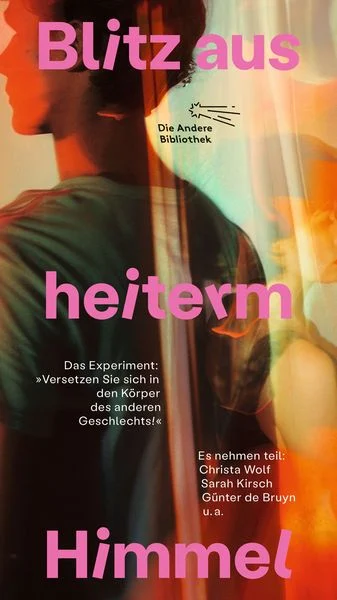 Blitz aus
Die Andere
Bibliothek
heiterm
Das Experiment:
»Versetzen Sie sich in
den Körper
des anderen
Geschlechts!«
Es nehmen teil:
Christa Wolf
Sarah Kirsch
Günter de Bruyn
u. a.
Himmel